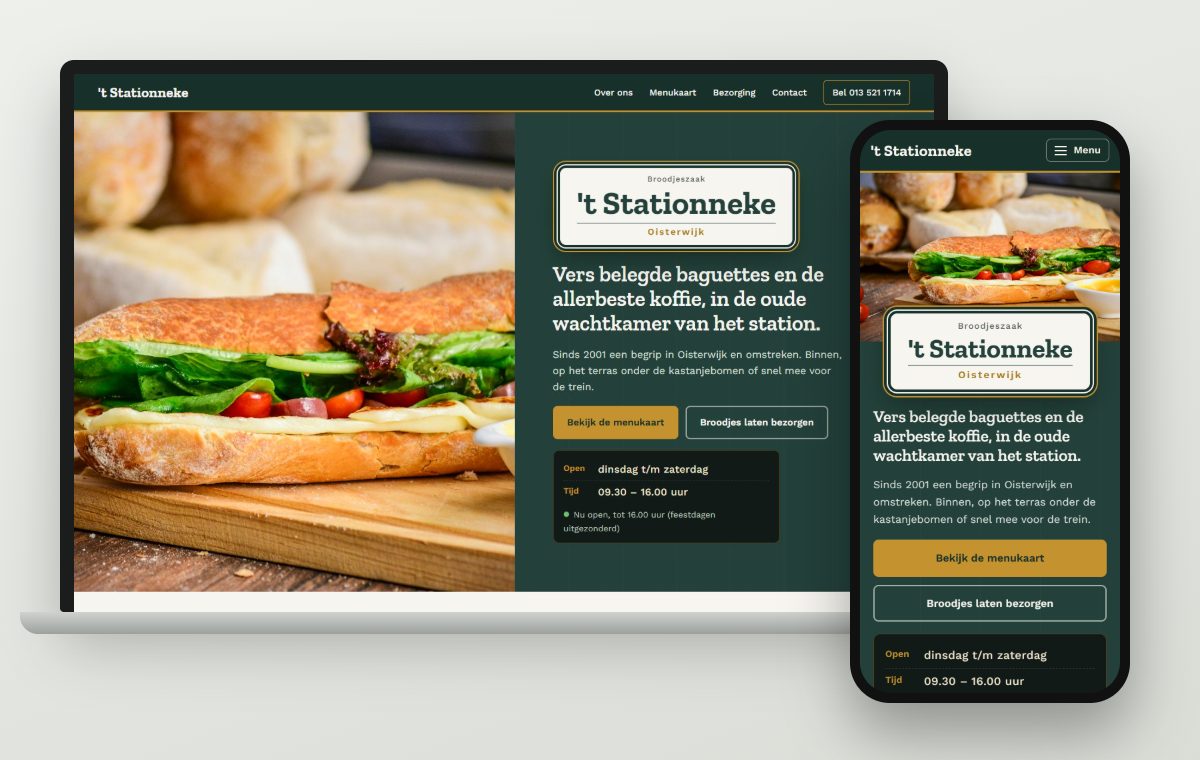 't Stationneke
Over ons Menukaart Bezorging Contact Bel 013 521 1714
Broodjeszaak
't Stationneke
Oisterwijk
Vers belegde baguettes en de
allerbeste koffie, in de oude
wachtkamer van het station.
Sinds 2001 een begrip in Oisterwijk en omstreken. Binnen,
op het terras onder de kastanjebomen of snel mee voor
de trein.
Bekijk de menukaart
Broodjes laten bezorgen
Open dinsdag t/m zaterdag
Tijd 09.30 – 16.00 uur
Nu open, tot 16.00 uur (feestdagen
uitgezonderd)
't Stationneke
Menu
Broodjeszaak
't Stationneke
Oisterwijk
Vers belegde baguettes en de
allerbeste koffie, in de oude
wachtkamer van het station.
Sinds 2001 een begrip in Oisterwijk en
omstreken. Binnen, op het terras onder de
kastanjebomen of snel mee voor de trein.
Bekijk de menukaart
Broodjes laten bezorgen
Open dinsdag t/m zaterdag
Tijd 09.30 – 16.00 uur